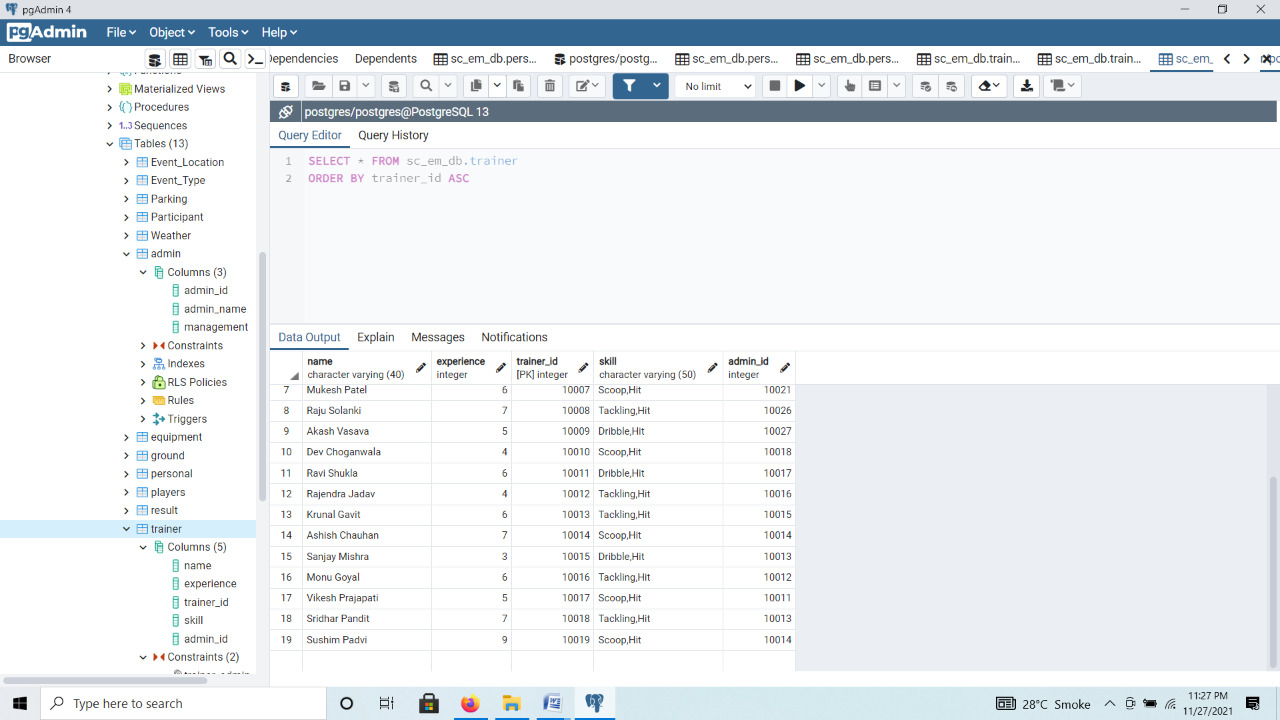 pgAdmin 4
pgAdmin File Object Tools Help
Browser
Dependencies Dependents sc_em_db.pers... postgres/postg... sc_em_db.pers... sc_em_db.pers... sc_em_db.train... sc_em_db.train... sc_em_
Materialized Views
Procedures
1..3 Sequences
Tables (13)
Event_Location
Event_Type
Parking
Participant
Weather
admin
Columns (3)
admin_id
admin_name
management
Constraints
Indexes
RLS Policies
Rules
Triggers
equipment
ground
personal
players
result
trainer
Columns (5)
name
experience
trainer_id
skill
admin_id
Constraints (2)
No limit
postgres/postgres@PostgreSQL 13
Query Editor Query History
1 SELECT * FROM sc_em_db.trainer
2 ORDER BY trainer_id ASC
Data Output Explain Messages Notifications
name experience trainer_id skill admin_id
character varying (40) integer [PK] integer character varying (50) integer
7 Mukesh Patel 6 10007 Scoop,Hit 10021
8 Raju Solanki 7 10008 Tackling,Hit 10026
9 Akash Vasava 5 10009 Dribble,Hit 10027
10 Dev Choganwala 4 10010 Scoop,Hit 10018
11 Ravi Shukla 6 10011 Dribble,Hit 10017
12 Rajendra Jadav 4 10012 Tackling,Hit 10016
13 Krunal Gavit 6 10013 Tackling,Hit 10015
14 Ashish Chauhan 7 10014 Scoop,Hit 10014
15 Sanjay Mishra 3 10015 Dribble,Hit 10013
16 Monu Goyal 6 10016 Tackling,Hit 10012
17 Vikesh Prajapati 5 10017 Scoop,Hit 10011
18 Sridhar Pandit 7 10018 Tackling,Hit 10013
19 Sushim Padvi 9 10019 Scoop,Hit 10014
Type here to search
28°C Smoke
11:27 PM
11/27/2021